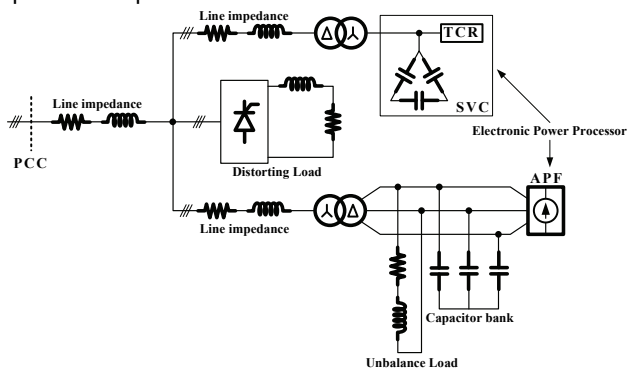 Line impedance
TCR
SVC
Line impedance
PCC
Distorting Load
Electronic Power Processor
APF
Line impedance
Capacitor bank
Unbalance Load